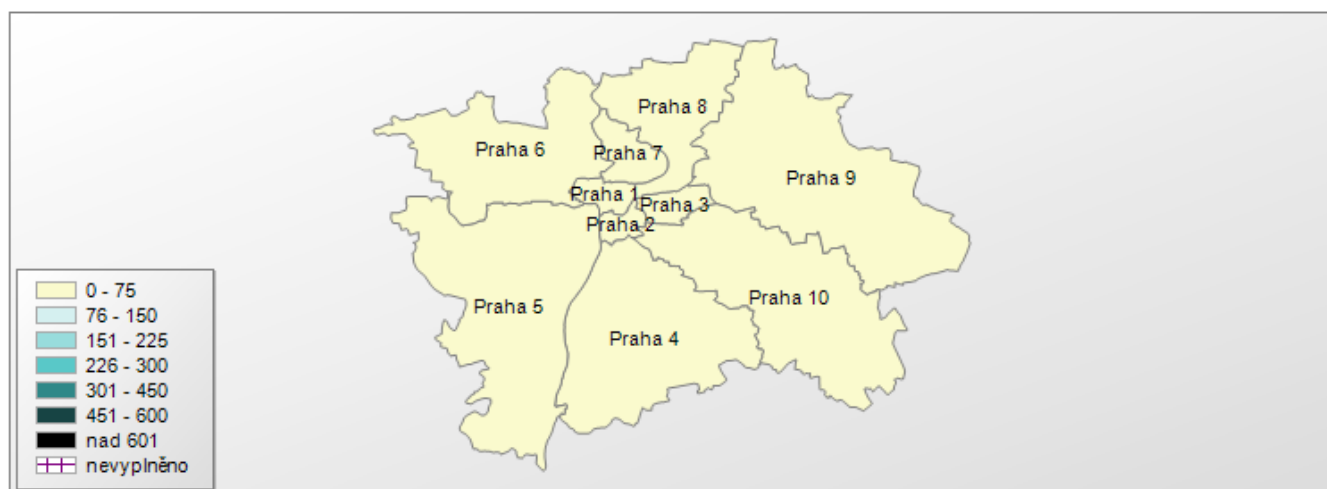 Praha 8
Praha 6
Praha 7
Praha 9
Praha 1
Praha 3
Praha 2
Praha 10
Praha 5
Praha 4
0 - 75
76 - 150
151 - 225
226 - 300
301 - 450
451 - 600
nad 601
nevyplněno